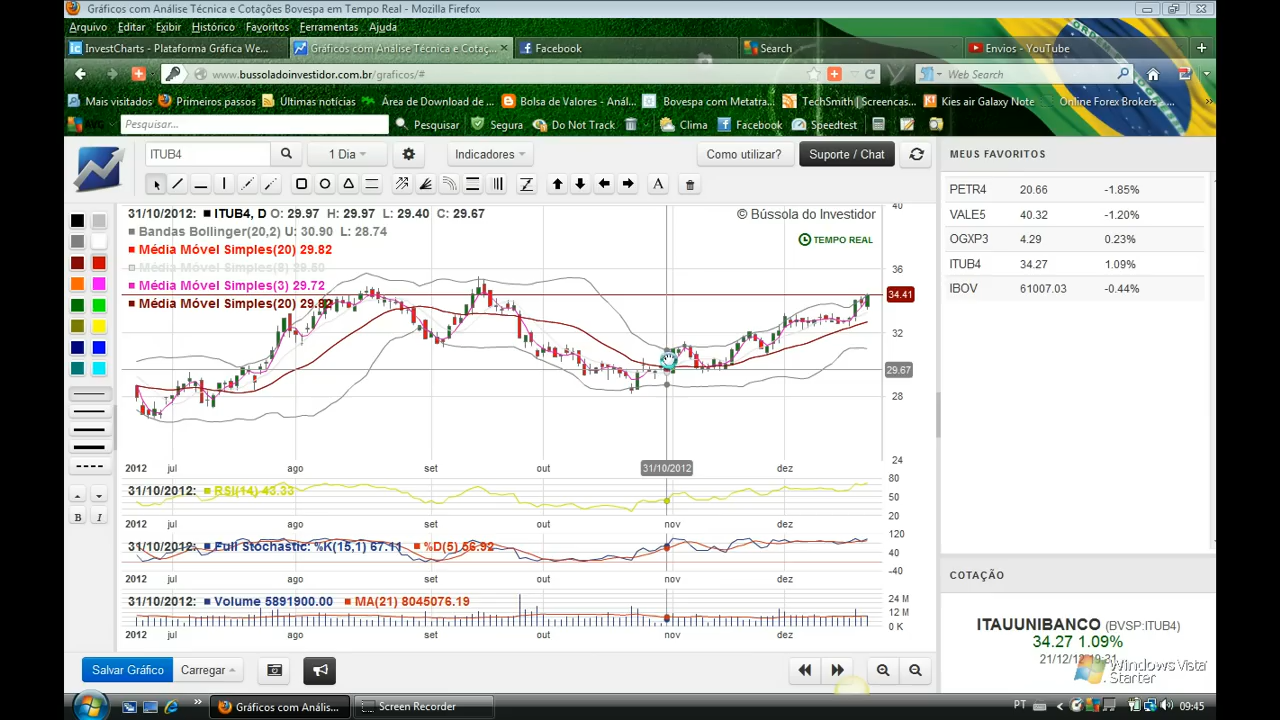 Gráficos com Análise Técnica e Cotações Bovespa em Tempo Real - Mozilla Firefox
Arquivo Editar Exibir Histórico Favoritos Ferramentas Ajuda
InvestCharts - Plataforma Gráfica We... Gráficos com Análise Técnica e Cotaç... Facebook Search Envios - YouTube
www.bussoladoinvestidor.com.br/graficos/# Web Search
Mais visitados Primeiros passos Últimas notícias Área de Download de ... Bolsa de Valores - Anál... Bovespa com Metatra... TechSmith | Screencas... Kies air Galaxy Note Online Forex Brokers - ...
AVG Pesquisar... Pesquisar Segura Do Not Track Clima Facebook Speedtest
ITUB4 1 Dia Indicadores Como utilizar? Suporte / Chat
MEUS FAVORITOS
PETR4 20.66 -1.85%
VALE5 40.32 -1.20%
OGXP3 4.29 0.23%
ITUB4 34.27 1.09%
IBOV 61007.03 -0.44%
A
B I
31/10/2012: ITUB4, D O: 29.97 H: 29.97 L: 29.40 C: 29.67
© Bússola do Investidor
Bandas Bollinger(20,2) U: 30.90 L: 28.74
TEMPO REAL
Média Móvel Simples(20) 29.82
Média Móvel Simples(3) 29.72
Média Móvel Simples(20) 29.82
40
36
34.41
32
29.67
28
24
2012 jul ago set out 31/10/2012 dez
31/10/2012: RSI(14) 43.33
80
50
20
2012 jul ago set out nov dez
31/10/2012: Full Stochastic: %K(15,1) 67.11 %D(5) 56.92
120
40
-40
2012 jul ago set out nov dez
31/10/2012: Volume 5891900.00 MA(21) 8045076.19
24 M
12 M
0 K
2012 jul ago set out nov dez
COTAÇÃO
ITAUUNIBANCO (BVSP:ITUB4)
34.27 1.09%
Windows Vista
Starter
Salvar Gráfico Carregar
Gráficos com Anális... Screen Recorder PT 09:45